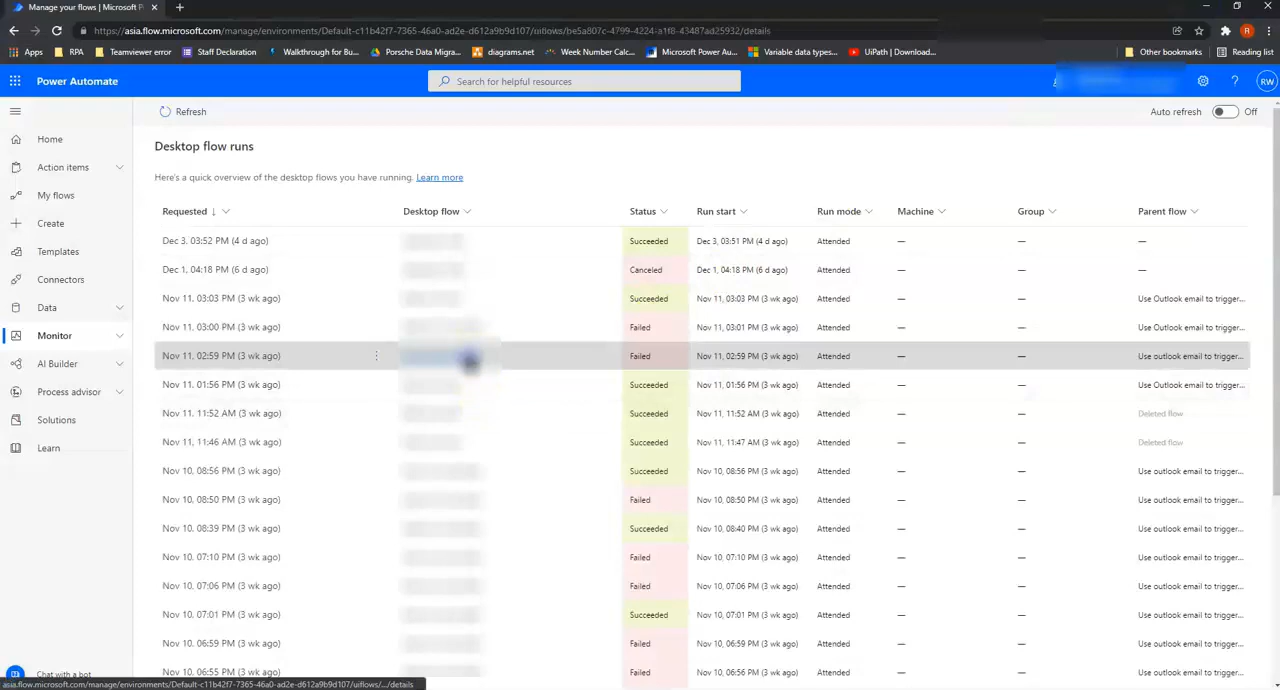 Manage your flows | Microsoft P
https://asia.flow.microsoft.com/manage/environments/Default-c11b42f7-7365-46a0-ad2e-d612a9b9d107/uiflows/be5a807c-4799-4224-a1f8-43487ad25932/details
Apps RPA Teamviewer error Staff Declaration Walkthrough for Bu... Porsche Data Migra... diagrams.net Week Number Calc... Microsoft Power Au... Variable data types... UiPath | Download... Other bookmarks Reading list
Power Automate Search for helpful resources RW
Refresh Auto refresh Off
Home
Action items
My flows
Create
Templates
Connectors
Data
Monitor
AI Builder
Process advisor
Solutions
Learn
Chat with a bot
Desktop flow runs
Here's a quick overview of the desktop flows you have running. Learn more
Requested ↓ Desktop flow Status Run start Run mode Machine Group Parent flow
Dec 3, 03:52 PM (4 d ago) Succeeded Dec 3, 03:51 PM (4 d ago) Attended — — —
Dec 1, 04:18 PM (6 d ago) Canceled Dec 1, 04:18 PM (6 d ago) Attended — — —
Nov 11, 03:03 PM (3 wk ago) Succeeded Nov 11, 03:03 PM (3 wk ago) Attended — — Use Outlook email to trigger...
Nov 11, 03:00 PM (3 wk ago) Failed Nov 11, 03:01 PM (3 wk ago) Attended — — Use Outlook email to trigger...
Nov 11, 02:59 PM (3 wk ago) Failed Nov 11, 02:59 PM (3 wk ago) Attended — — Use outlook email to trigger...
Nov 11, 01:56 PM (3 wk ago) Succeeded Nov 11, 01:56 PM (3 wk ago) Attended — — Use Outlook email to trigger...
Nov 11, 11:52 AM (3 wk ago) Succeeded Nov 11, 11:52 AM (3 wk ago) Attended — — Deleted flow
Nov 11, 11:46 AM (3 wk ago) Succeeded Nov 11, 11:47 AM (3 wk ago) Attended — — Deleted flow
Nov 10, 08:56 PM (3 wk ago) Succeeded Nov 10, 08:56 PM (3 wk ago) Attended — — Use outlook email to trigger...
Nov 10, 08:50 PM (3 wk ago) Failed Nov 10, 08:50 PM (3 wk ago) Attended — — Use outlook email to trigger...
Nov 10, 08:39 PM (3 wk ago) Succeeded Nov 10, 08:40 PM (3 wk ago) Attended — — Use outlook email to trigger...
Nov 10, 07:10 PM (3 wk ago) Failed Nov 10, 07:10 PM (3 wk ago) Attended — — Use outlook email to trigger...
Nov 10, 07:06 PM (3 wk ago) Failed Nov 10, 07:06 PM (3 wk ago) Attended — — Use outlook email to trigger...
Nov 10, 07:01 PM (3 wk ago) Succeeded Nov 10, 07:01 PM (3 wk ago) Attended — — Use outlook email to trigger...
Nov 10, 06:59 PM (3 wk ago) Failed Nov 10, 06:59 PM (3 wk ago) Attended — — Use outlook email to trigger...
Nov 10, 06:55 PM (3 wk ago) Failed Nov 10, 06:56 PM (3 wk ago) Attended — — Use outlook email to trigger...
asia.flow.microsoft.com/manage/environments/Default-c11b42f7-7365-46a0-ad2e-d612a9b9d107/uiflows/.../details